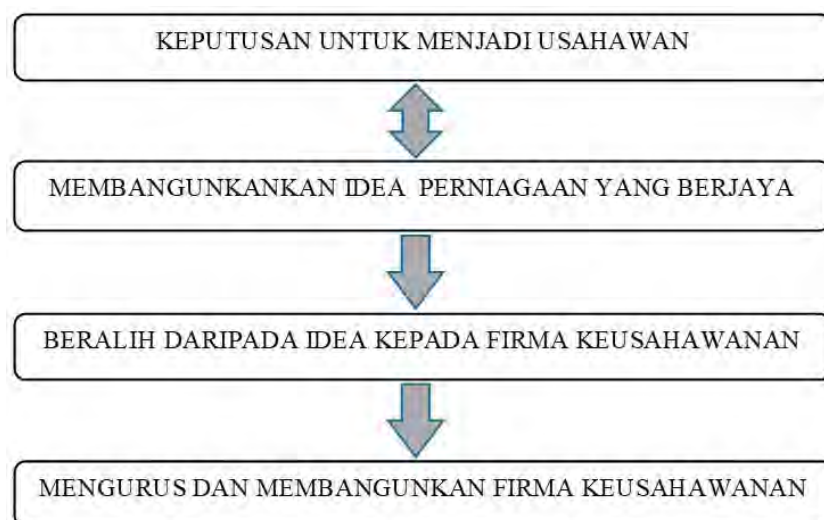 KEPUTUSAN UNTUK MENJADI USAHAWAN
MEMBANGUNKANKAN IDEA PERNIAGAAN YANG BERJAYA
BERALIH DARIPADA IDEA KEPADA FIRMA KEUSAHAWANAN
MENGURUS DAN MEMBANGUNKAN FIRMA KEUSAHAWANAN